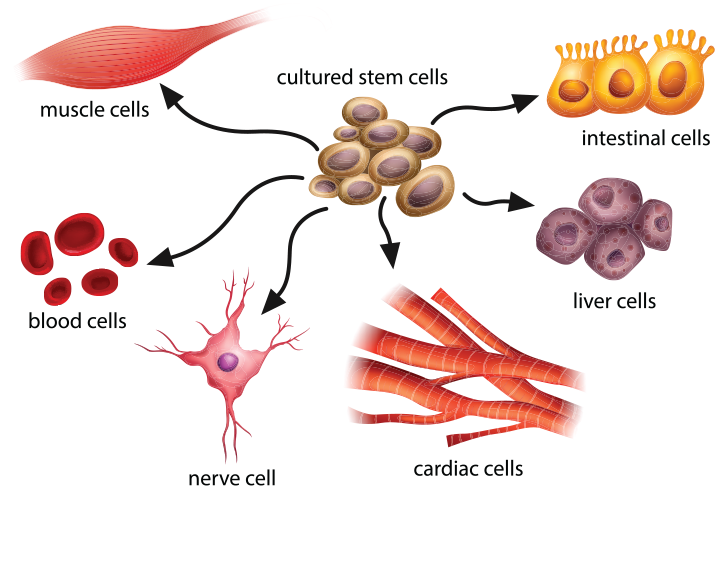 cultured stem cells
muscle cells
intestinal cells
liver cells
blood cells
nerve cell
cardiac cells